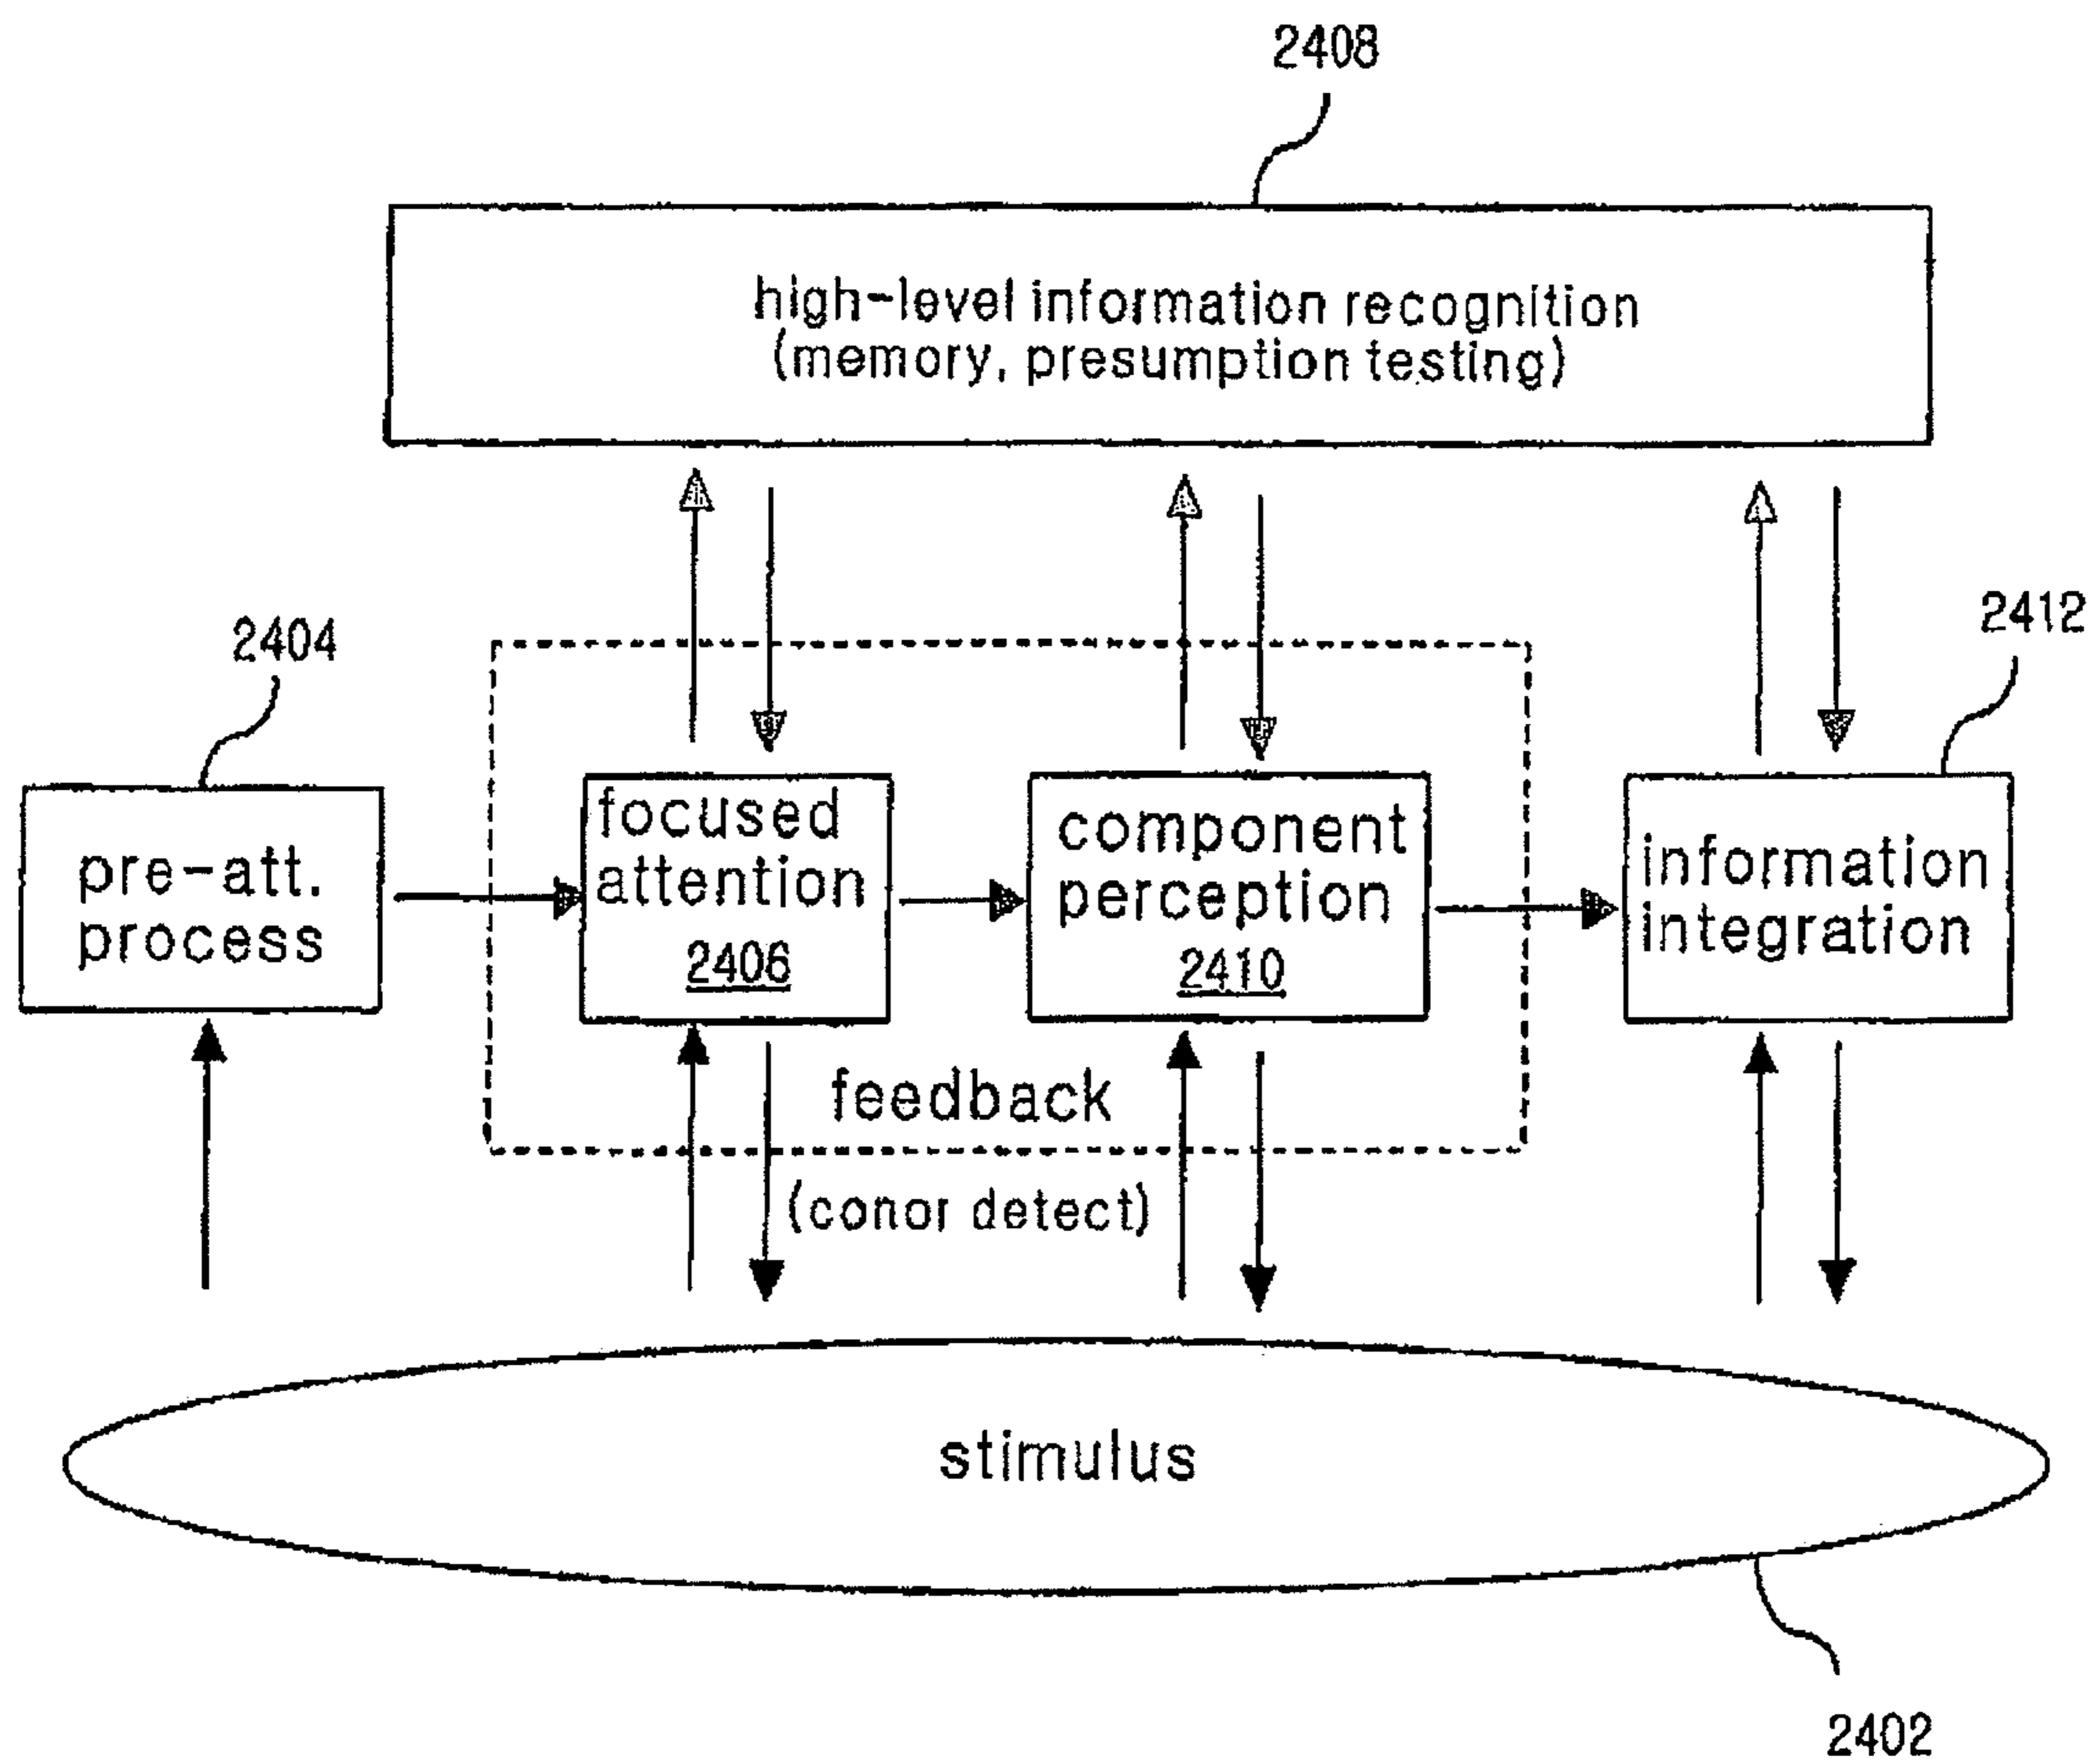 2408
high-level information recognition
(memory, presumption testing)
2404
2412
pre-att.
process
focused
attention
2406
component
perception
2410
information
integration
feedback
(conor detect)
stimulus
2402